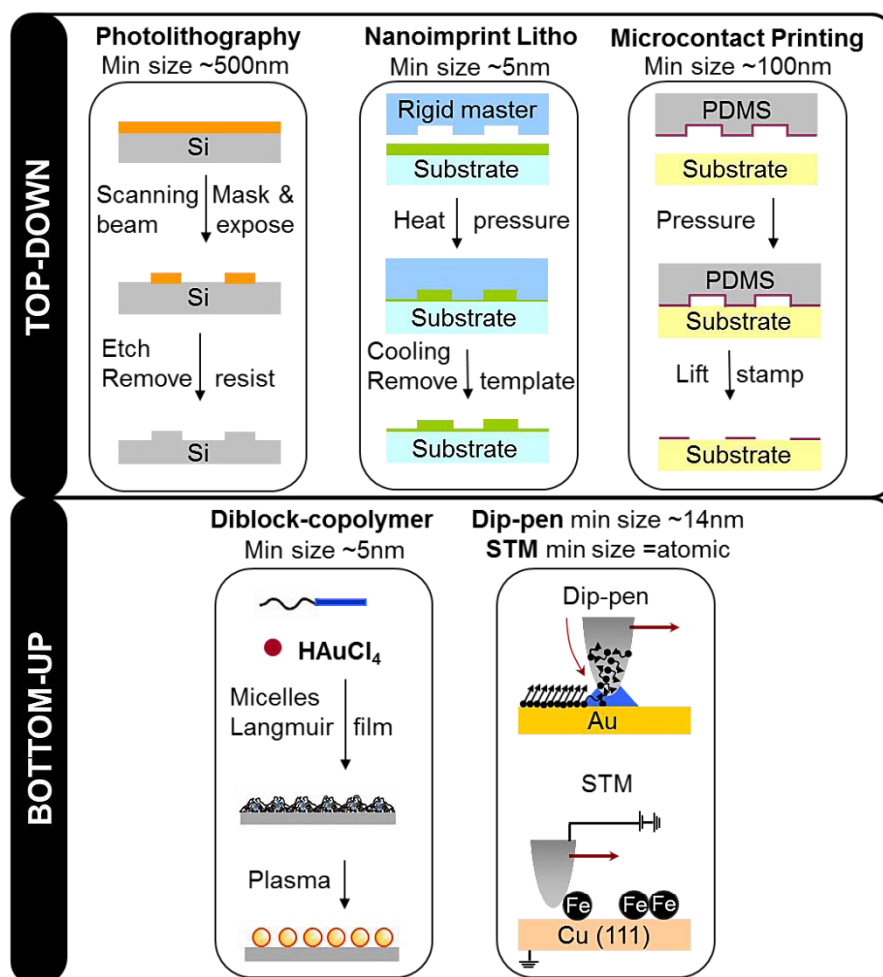 TOP-DOWN
Photolithography
Min size ~500nm
Si
Scanning Mask &
beam expose
Si
Etch
Remove resist
Si
Nanoimprint Litho
Min size ~5nm
Rigid master
Substrate
Heat pressure
Substrate
Cooling
Remove template
Substrate
Microcontact Printing
Min size ~100nm
PDMS
Substrate
Pressure
PDMS
Substrate
Lift stamp
Substrate
BOTTOM-UP
Diblock-copolymer
Min size ~5nm
HAuCl₄
Micelles
Langmuir film
Plasma
Dip-pen min size ~14nm
STM min size =atomic
Dip-pen
Au
STM
Fe Fe Fe
Cu (111)